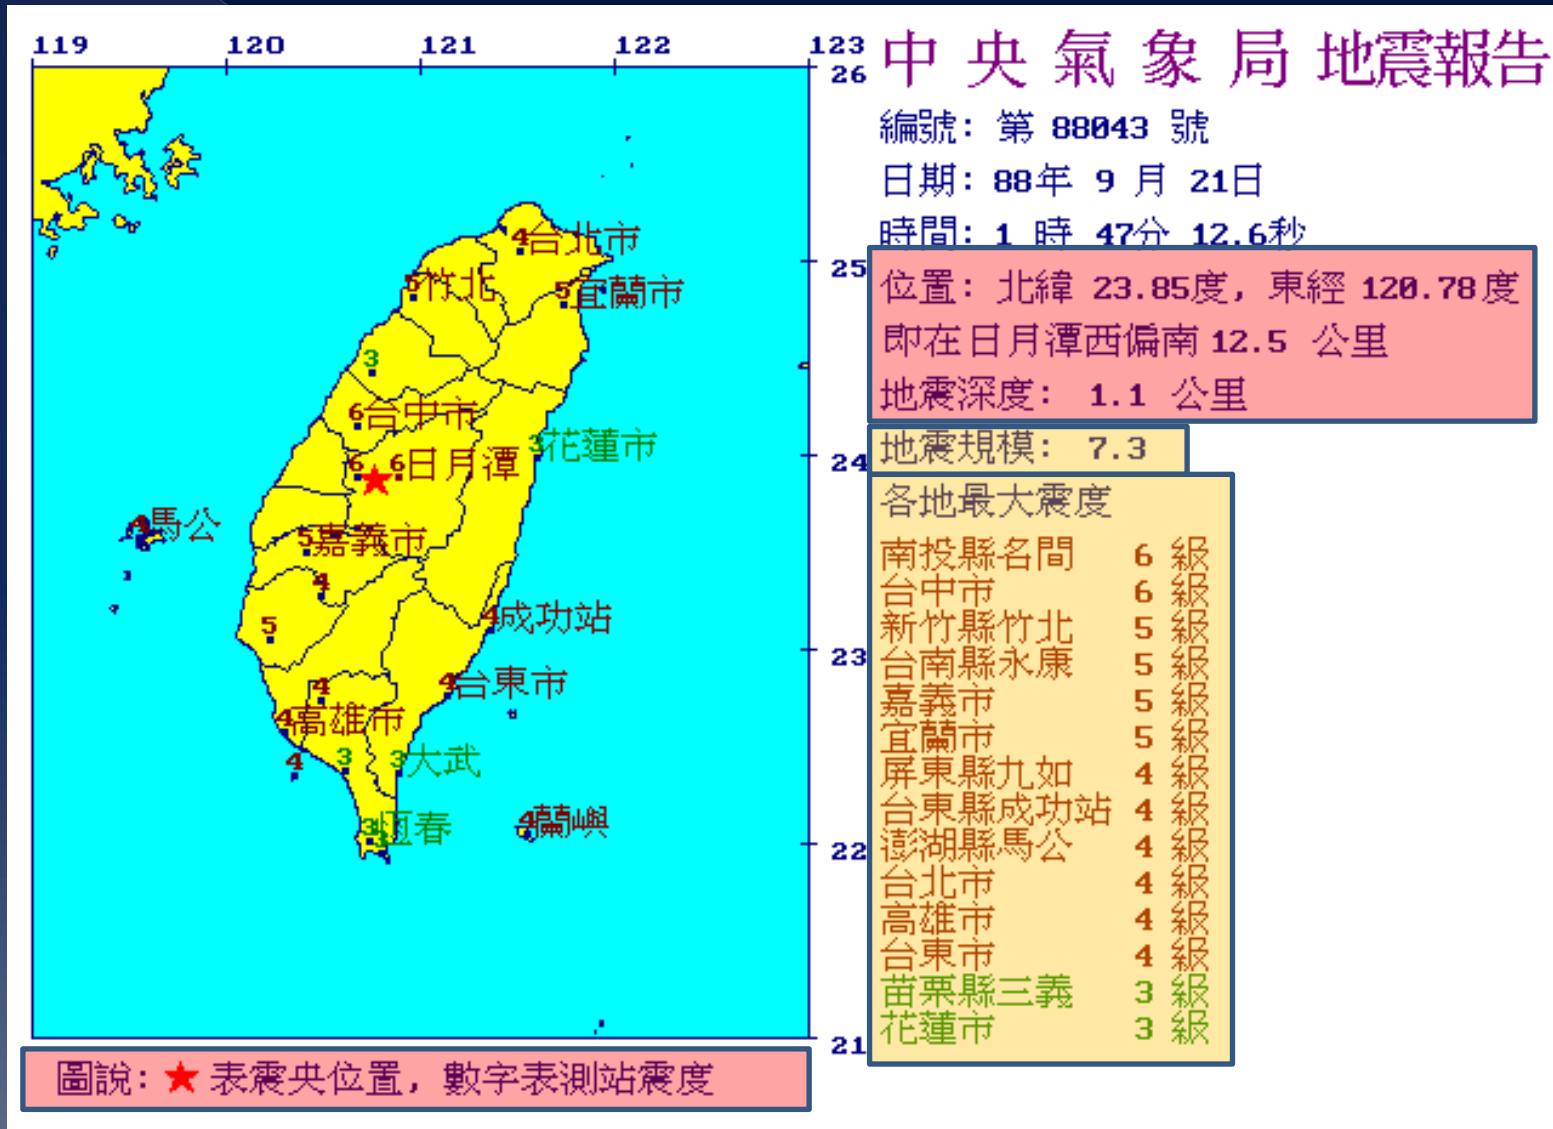 119 120 121 122 123
26
25
24
23
22
21
4台北市
5竹北
5宜蘭市
3
6台中市
3花蓮市
6 6日月潭
4馬公
5嘉義市
4
5
4成功站
4
4台東市
4高雄市
4
3
3大武
3恆春
3
4蘭嶼
圖說: ★ 表震央位置, 數字表測站震度
中央氣象局地震報告
編號: 第 88043 號
日期: 88年 9 月 21日
時間: 1 時 47分 12.6秒
位置: 北緯 23.85度, 東經 120.78度
即在日月潭西偏南 12.5 公里
地震深度: 1.1 公里
地震規模: 7.3
各地最大震度
南投縣名間 6 級
台中市 6 級
新竹縣竹北 5 級
台南縣永康 5 級
嘉義市 5 級
宜蘭市 5 級
屏東縣九如 4 級
台東縣成功站 4 級
澎湖縣馬公 4 級
台北市 4 級
高雄市 4 級
台東市 4 級
苗栗縣三義 3 級
花蓮市 3 級